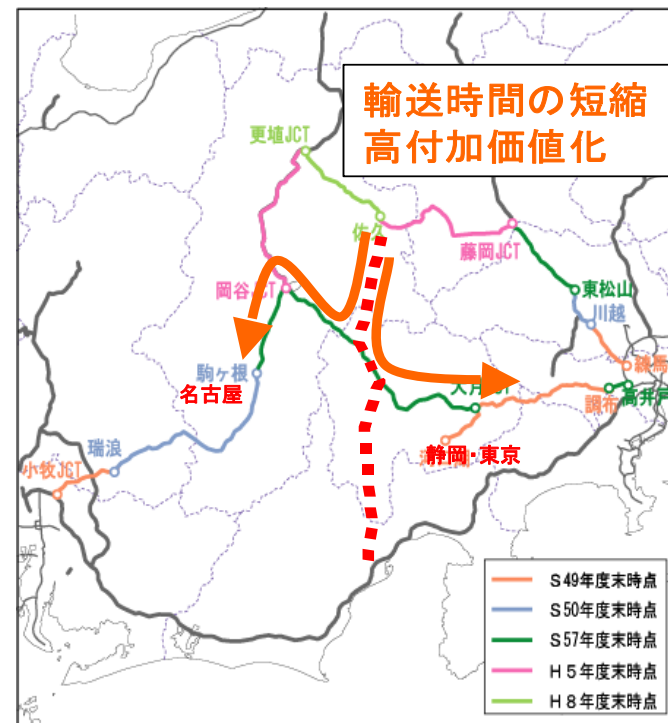 輸送時間の短縮
高付加価値化
更埴JCT
佐久
藤岡JCT
岡谷JCT
東松山
川越
練馬
駒ヶ根
名古屋
大月JCT
調布
高井戸
静岡・東京
瑞浪
小牧JCT
S49年度末時点
S50年度末時点
S57年度末時点
H5年度末時点
H8年度末時点